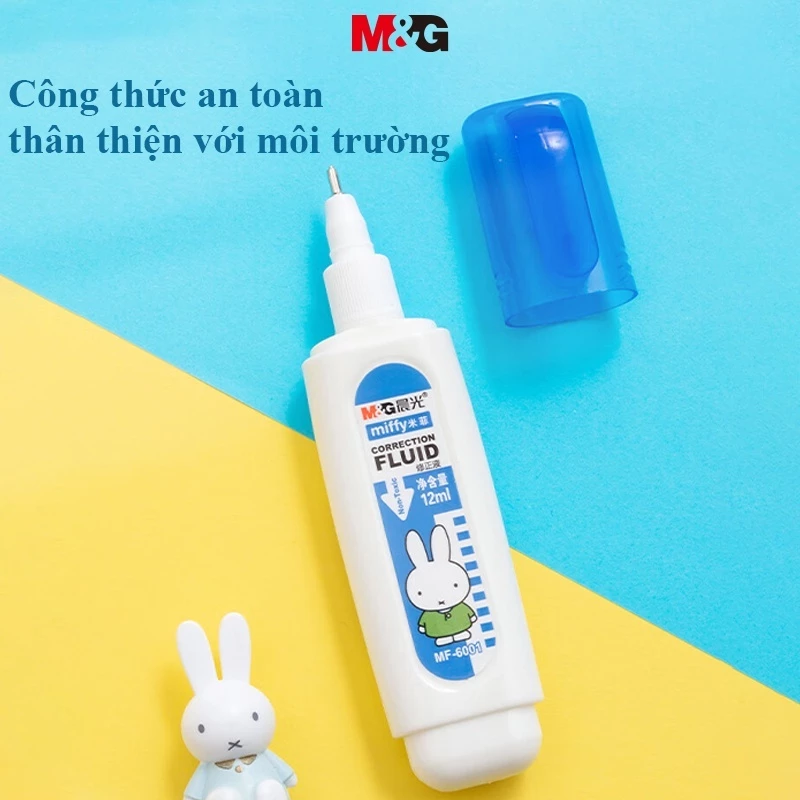 M&G
Công thức an toàn
thân thiện với môi trường
M&G晨光®
miffy米菲
CORRECTION
FLUID
修正液
Non-Toxic
净含量
12ml
MF-6001